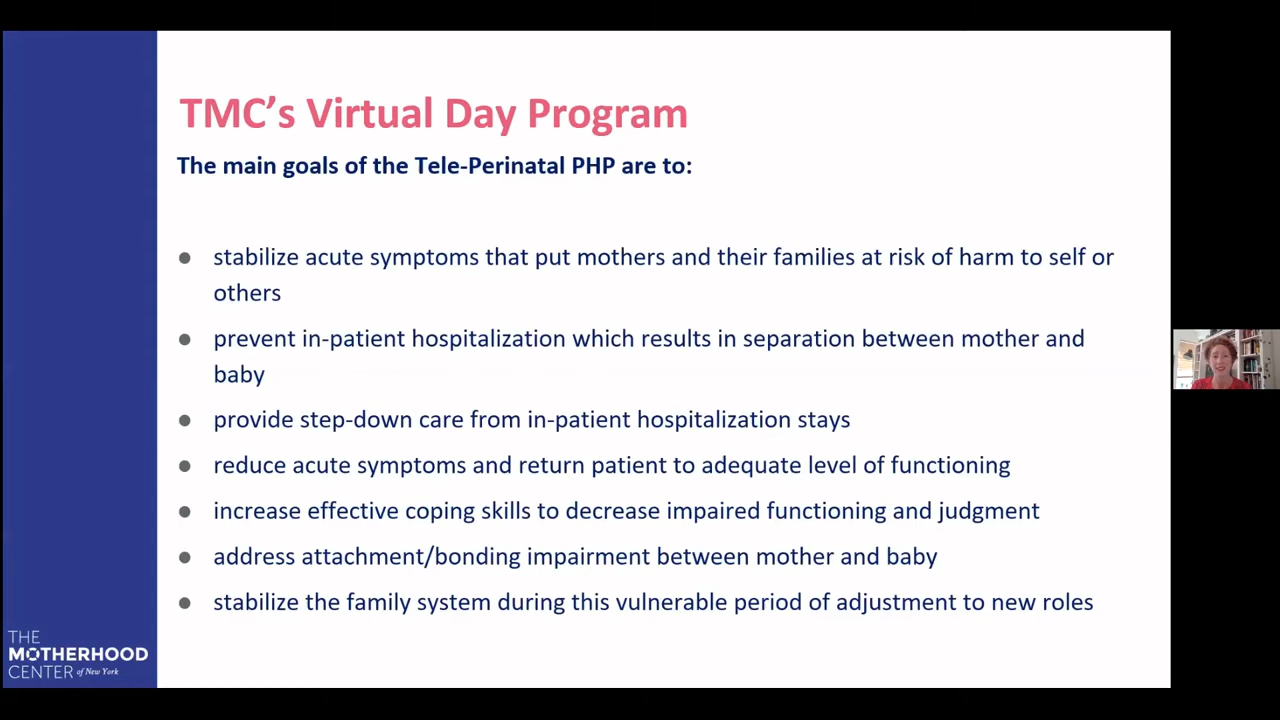 TMC's Virtual Day Program
The main goals of the Tele-Perinatal PHP are to:
● stabilize acute symptoms that put mothers and their families at risk of harm to self or
others
● prevent in-patient hospitalization which results in separation between mother and
baby
● provide step-down care from in-patient hospitalization stays
● reduce acute symptoms and return patient to adequate level of functioning
● increase effective coping skills to decrease impaired functioning and judgment
● address attachment/bonding impairment between mother and baby
● stabilize the family system during this vulnerable period of adjustment to new roles
THE
MOTHERHOOD
CENTER of New York